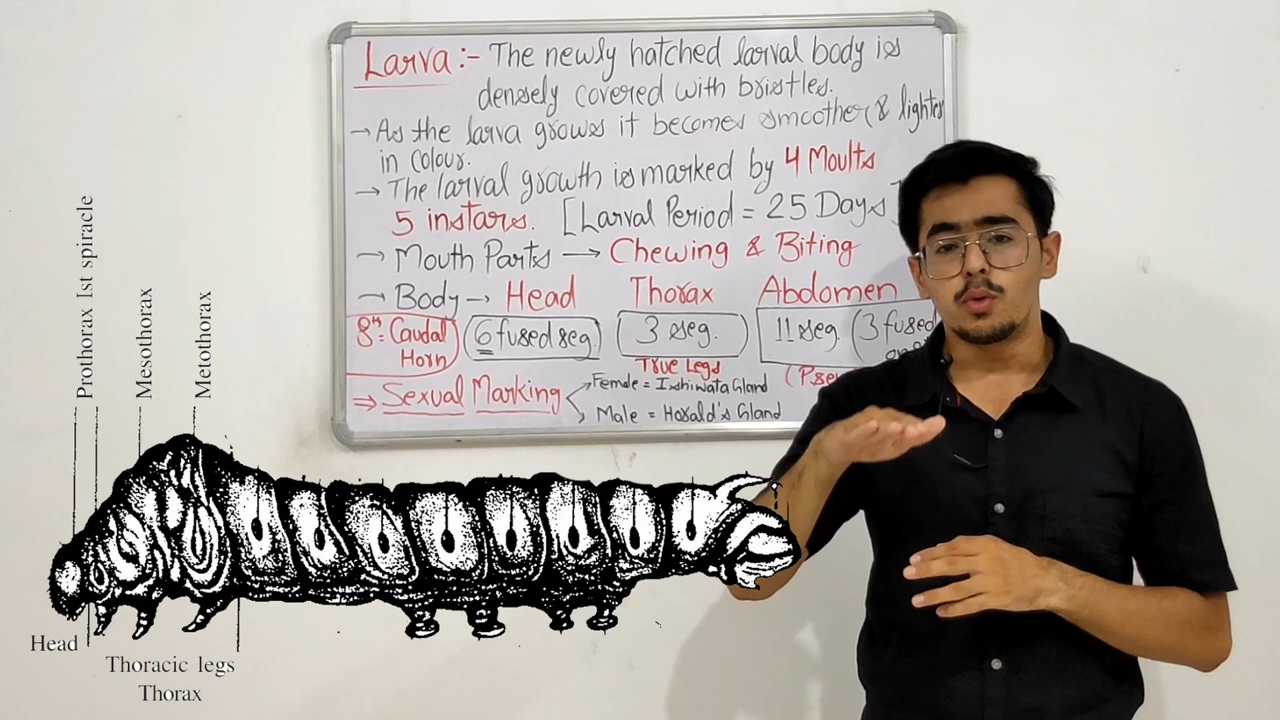 Larva :- The newly hatched larval body is
densely covered with bristles.
→ As the larva grows it becomes smoother & lighter
in colour.
→ The larval growth is marked by 4 Moults
5 instars. [Larval Period = 25 Days]
→ Mouth Parts → Chewing & Biting
→ Body → Head Thorax Abdomen
8th = Caudal Horn 6 fused seg. 3 seg. 11 seg. (3 fused
True Legs
⇒ Sexual Marking Female = Ishiwata Gland
Male = Herald's Gland
Prothorax Ist spiracle
Mesothorax
Metothorax
Head
Thoracic legs
Thorax